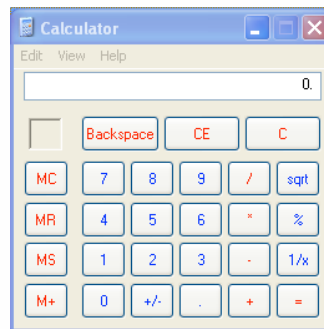 Calculator
Edit View Help
0.
Backspace CE C
MC 7 8 9 / sqrt
MR 4 5 6 * %
MS 1 2 3 - 1/x
M+ 0 +/- . + =